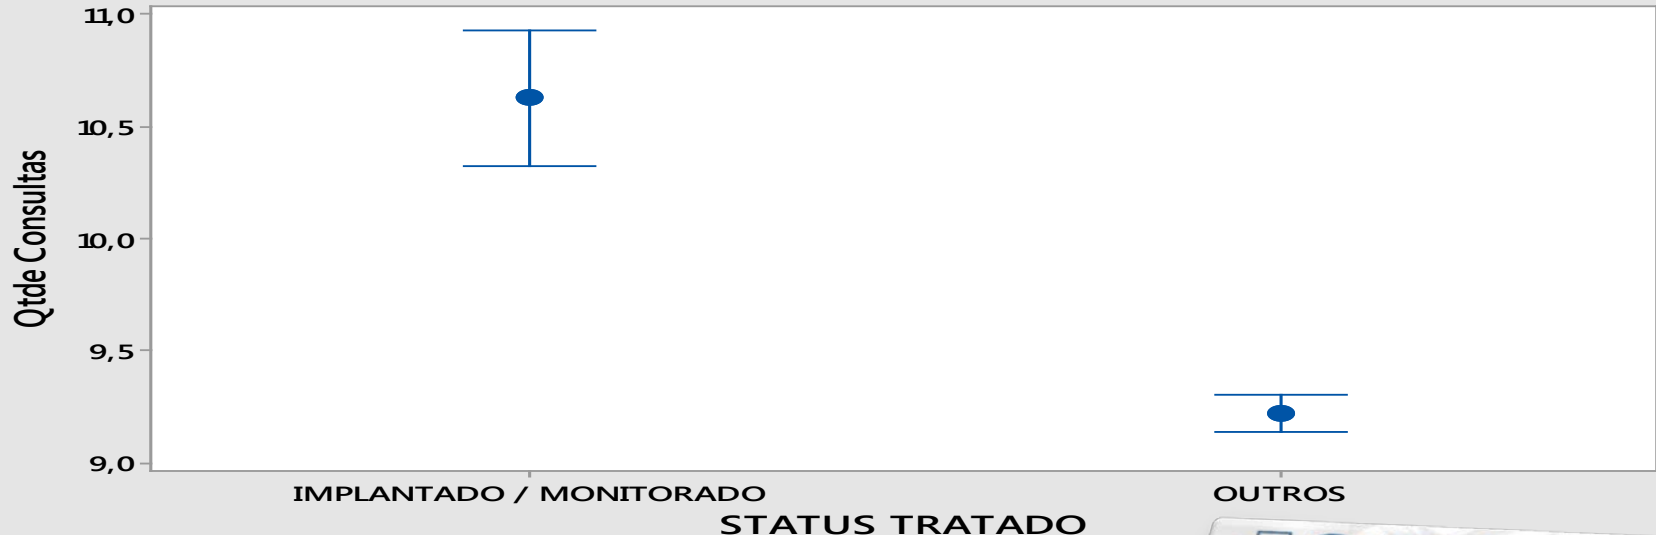 11,0
10,5
10,0
9,5
9,0
Qtde Consultas
IMPLANTADO / MONITORADO
OUTROS
STATUS TRATADO